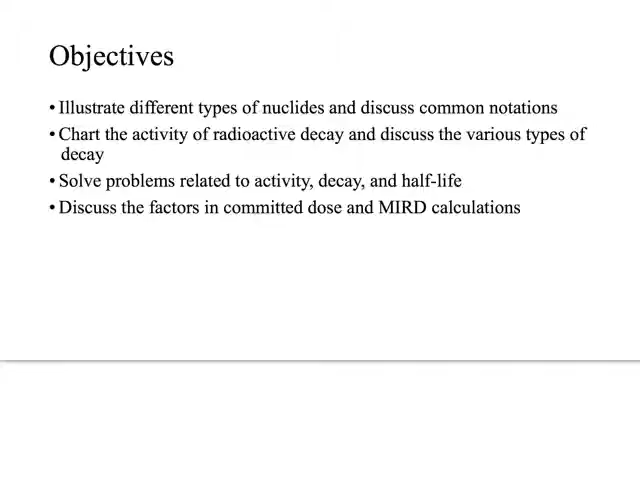 Objectives
• Illustrate different types of nuclides and discuss common notations
• Chart the activity of radioactive decay and discuss the various types of
decay
• Solve problems related to activity, decay, and half-life
• Discuss the factors in committed dose and MIRD calculations